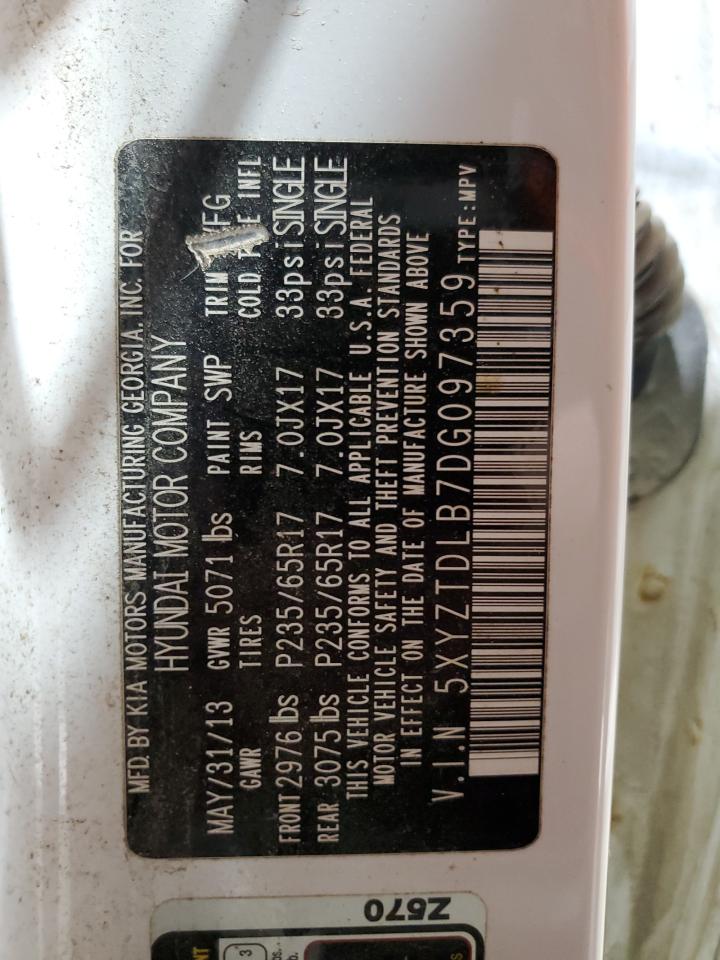 MFD. BY KIA MOTORS MANUFACTURING GEORGIA. INC. FOR
HYUNDAI MOTOR COMPANY
MAY/31/13 GVWR 5071 lbs PAINT SWP TRIM
GAWR TIRES RIMS COLD INFL
FRONT 2976 lbs P235/65R17 7.0JX17 33psi SINGLE
REAR 3075 lbs P235/65R17 7.0JX17 33psi SINGLE
THIS VEHICLE CONFORMS TO ALL APPLICABLE U.S.A. FEDERAL
MOTOR VEHICLE SAFETY AND THEFT PREVENTION STANDARDS
IN EFFECT ON THE DATE OF MANUFACTURE SHOWN ABOVE
V.I.N 5XYZTDLB7DG097359 TYPE:MPV
Z570
3